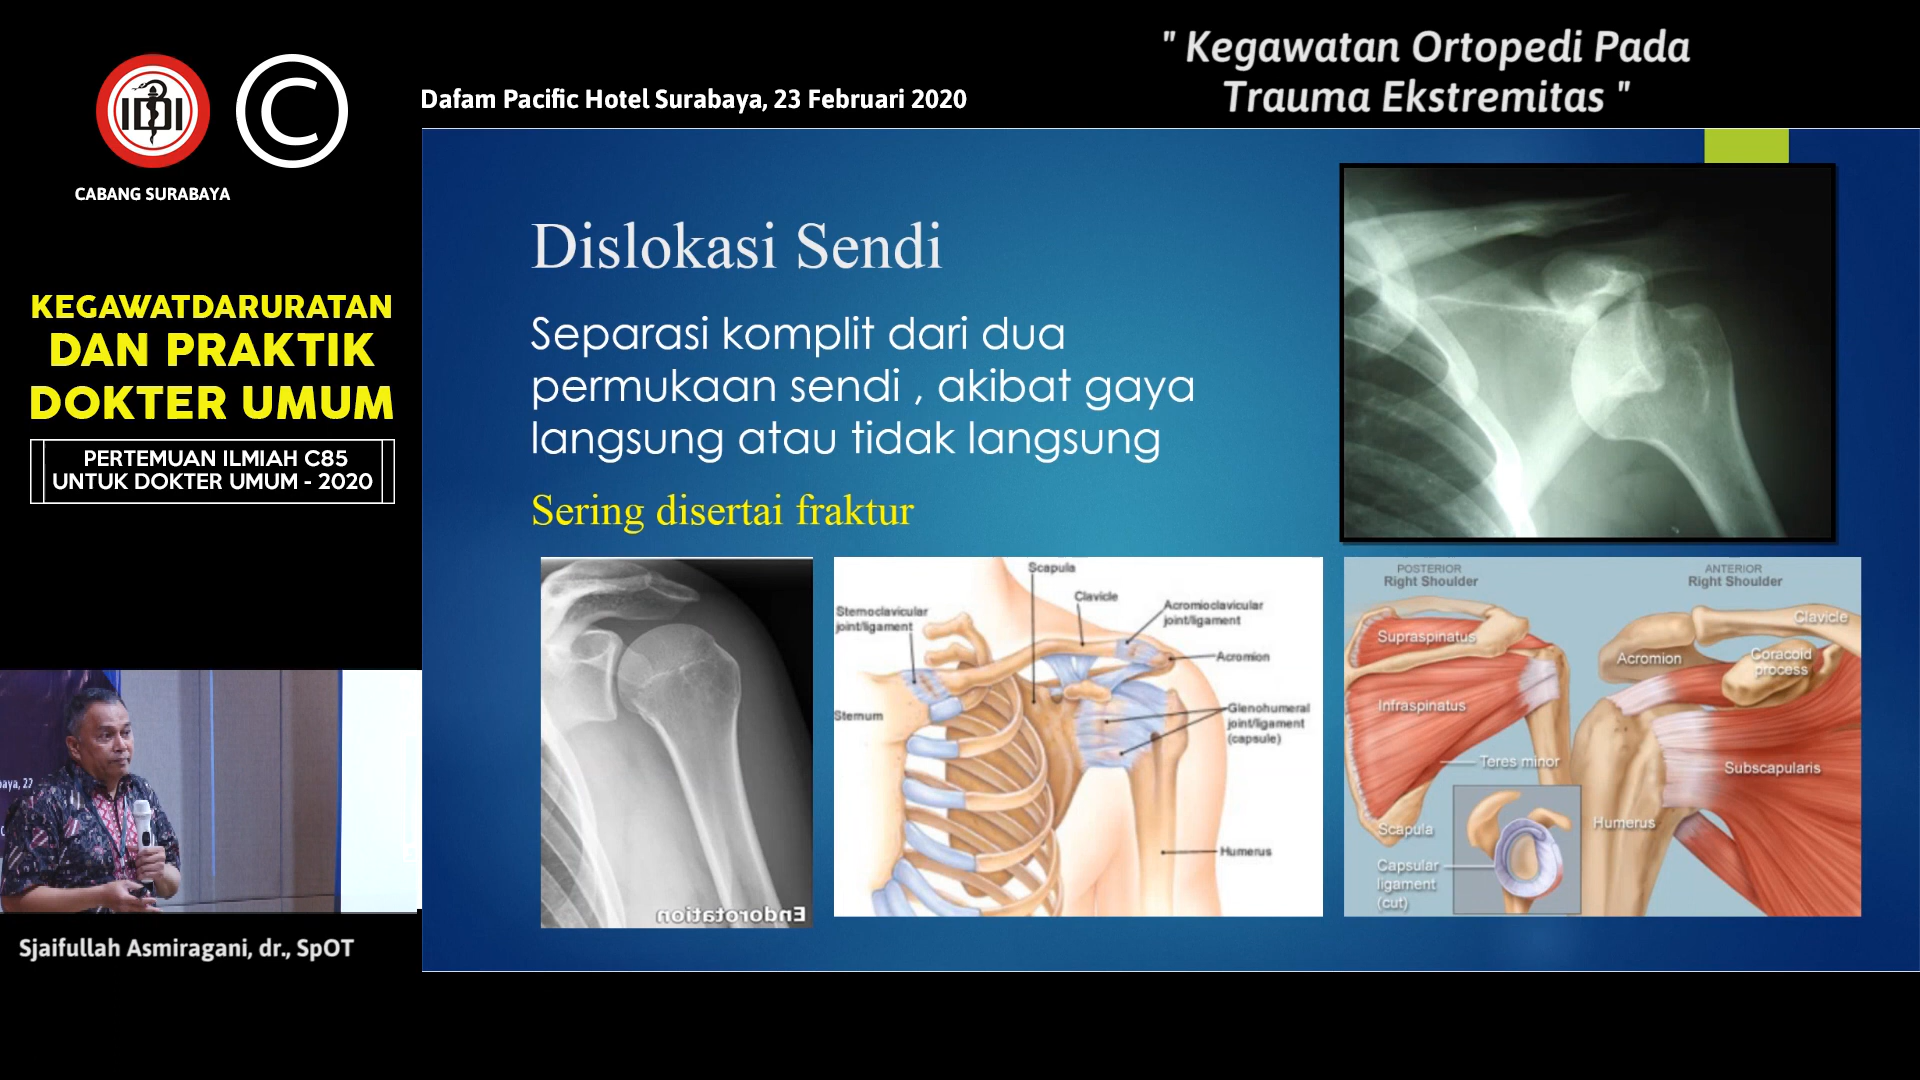 " Kegawatan Ortopedi Pada
Trauma Ekstremitas "
Dafam Pacific Hotel Surabaya, 23 Februari 2020
IDI
C
CABANG SURABAYA
KEGAWATDARURATAN
DAN PRAKTIK
DOKTER UMUM
PERTEMUAN ILMIAH C85
UNTUK DOKTER UMUM - 2020
Dislokasi Sendi
Separasi komplit dari dua
permukaan sendi , akibat gaya
langsung atau tidak langsung
Sering disertai fraktur
Endorotation
Scapula
Clavicle
Sternoclavicular
joint/ligament
Acromioclavicular
joint/ligament
Acromion
Sternum
Glenohumeral
joint/ligament
(capsule)
Humerus
POSTERIOR
Right Shoulder
ANTERIOR
Right Shoulder
Supraspinatus
Infraspinatus
Teres minor
Scapula
Capsular
ligament
(cut)
Clavicle
Acromion
Coracoid
process
Subscapularis
Humerus
baya, 23
Sjaifullah Asmiragani, dr., SpOT